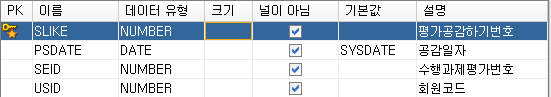 PK 이름 데이터 유형 크기 널이 아님 기본값 설명
SLIKE NUMBER 평가공감하기번호
PSDATE DATE SYSDATE 공감일자
SEID NUMBER 수행과제평가번호
USID NUMBER 회원코드